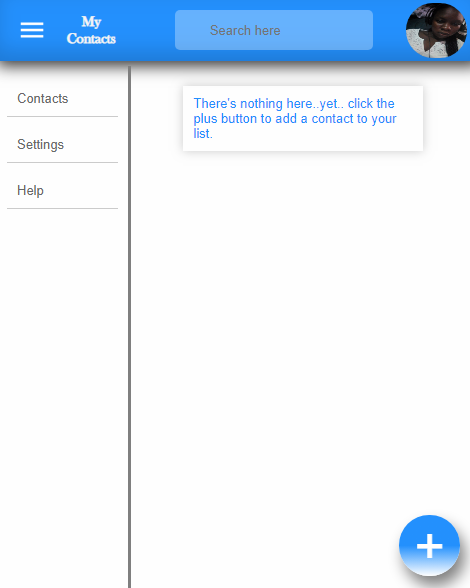 My
Contacts
Search here
Contacts
Settings
Help
There's nothing here..yet.. click the
plus button to add a contact to your
list.